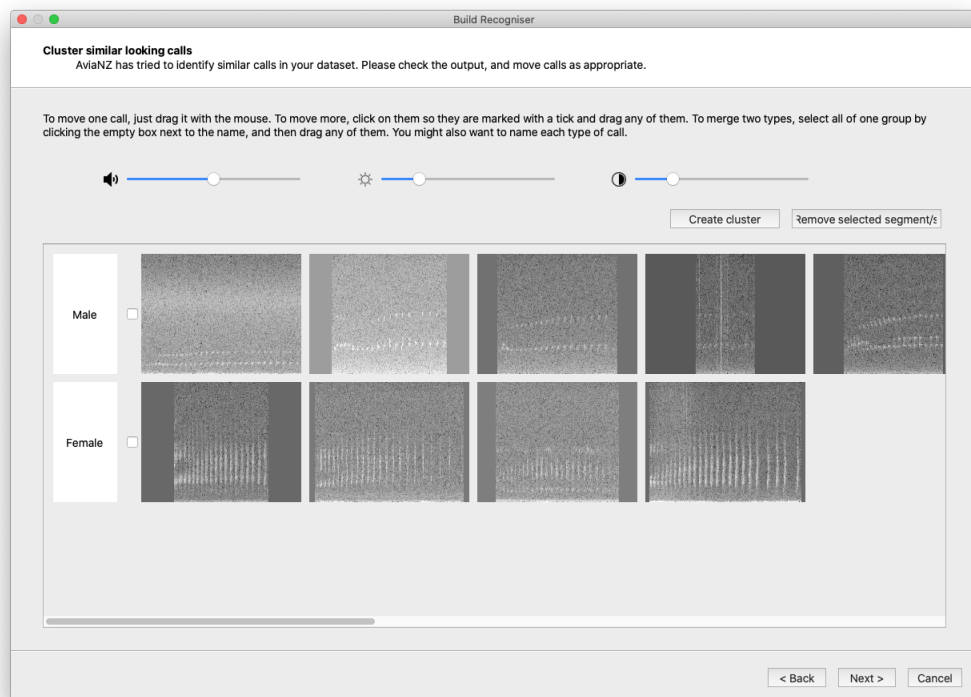 Build Recogniser
Cluster similar looking calls
AviaNZ has tried to identify similar calls in your dataset. Please check the output, and move calls as appropriate.
To move one call, just drag it with the mouse. To move more, click on them so they are marked with a tick and drag any of them. To merge two types, select all of one group by
clicking the empty box next to the name, and then drag any of them. You might also want to name each type of call.
Create cluster
Remove selected segment/s
Male
Female
< Back
Next >
Cancel